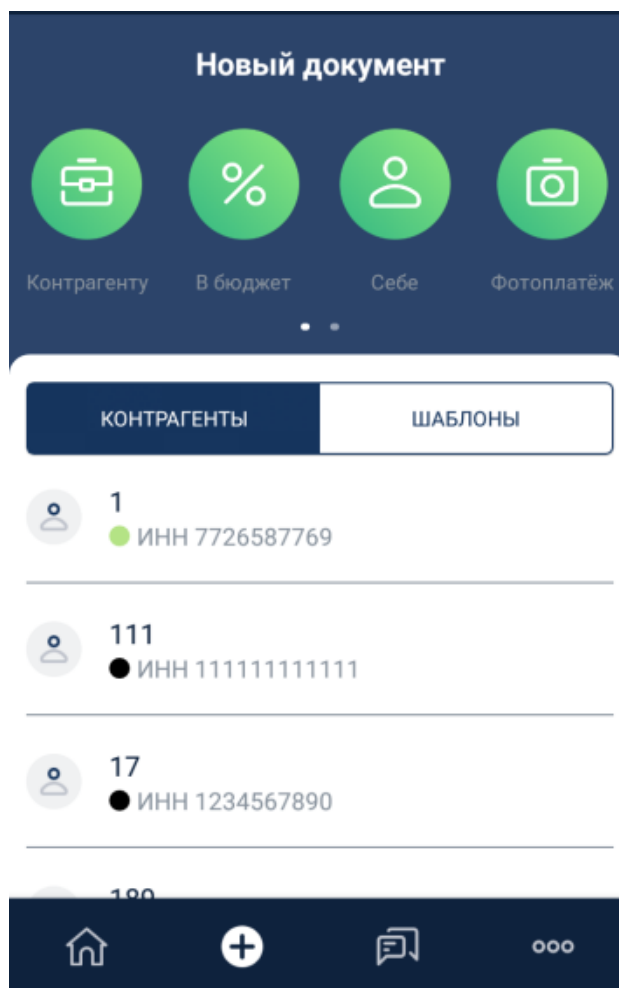 Новый документ
Контрагенту
В бюджет
Себе
Фотоплатёж
КОНТРАГЕНТЫ
ШАБЛОНЫ
1
ИНН 7726587769
111
ИНН 111111111111
17
ИНН 1234567890